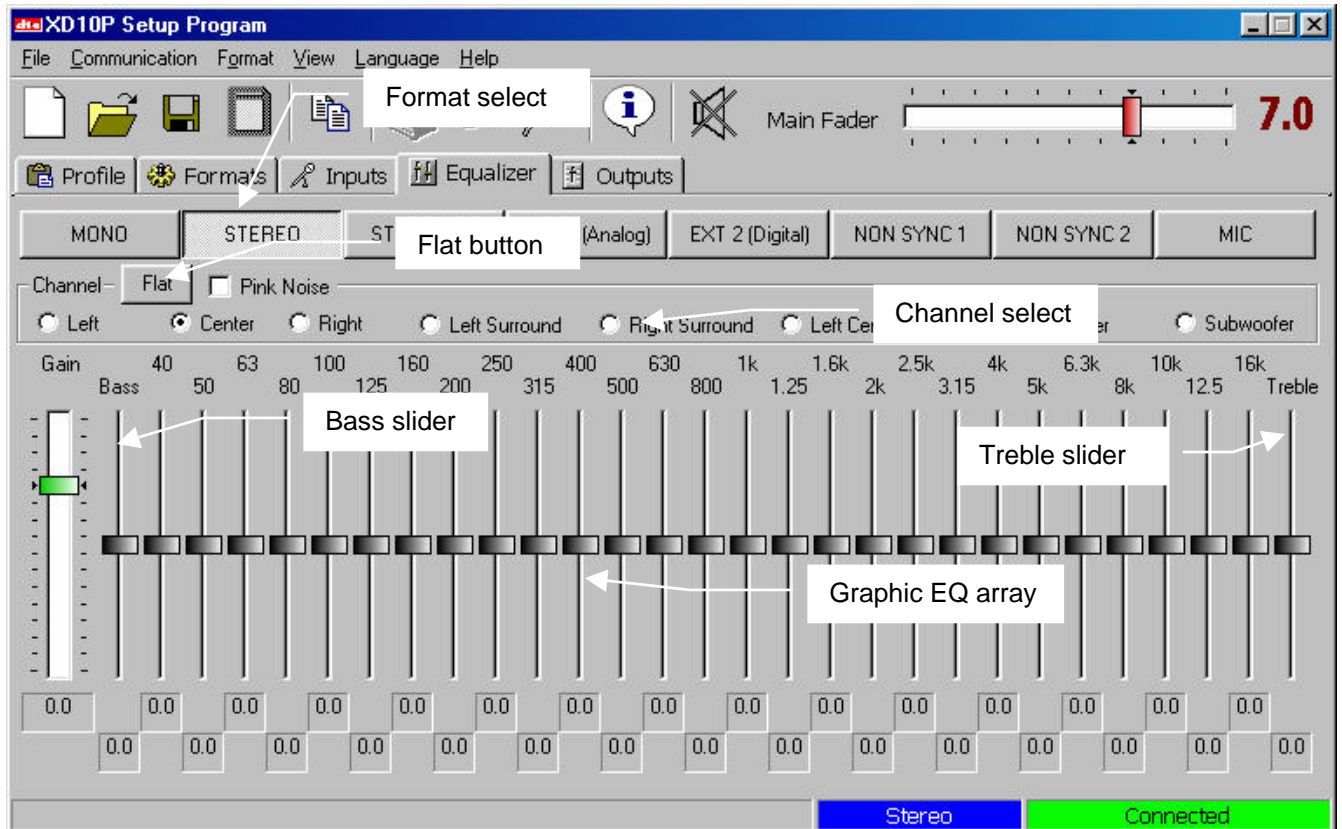 dts XD10P Setup Program
File Communication Format View Language Help
Format select
Main Fader 7.0
Profile Formats Inputs Equalizer Outputs
MONO STEREO ST (Analog) EXT 2 (Digital) NON SYNC 1 NON SYNC 2 MIC
Flat button
Channel Flat Pink Noise
Left Center Right Left Surround Right Surround Left Cen er Subwoofer
Channel select
Gain 40 63 100 160 250 400 630 1k 1.6k 2.5k 4k 6.3k 10k 16k
Bass 50 80 125 200 315 500 800 1.25 2k 3.15 5k 8k 12.5 Treble
Bass slider
Treble slider
Graphic EQ array
0.0 0.0 0.0 0.0 0.0 0.0 0.0 0.0 0.0 0.0 0.0 0.0 0.0 0.0 0.0
0.0 0.0 0.0 0.0 0.0 0.0 0.0 0.0 0.0 0.0 0.0 0.0 0.0 0.0 0.0
Stereo Connected